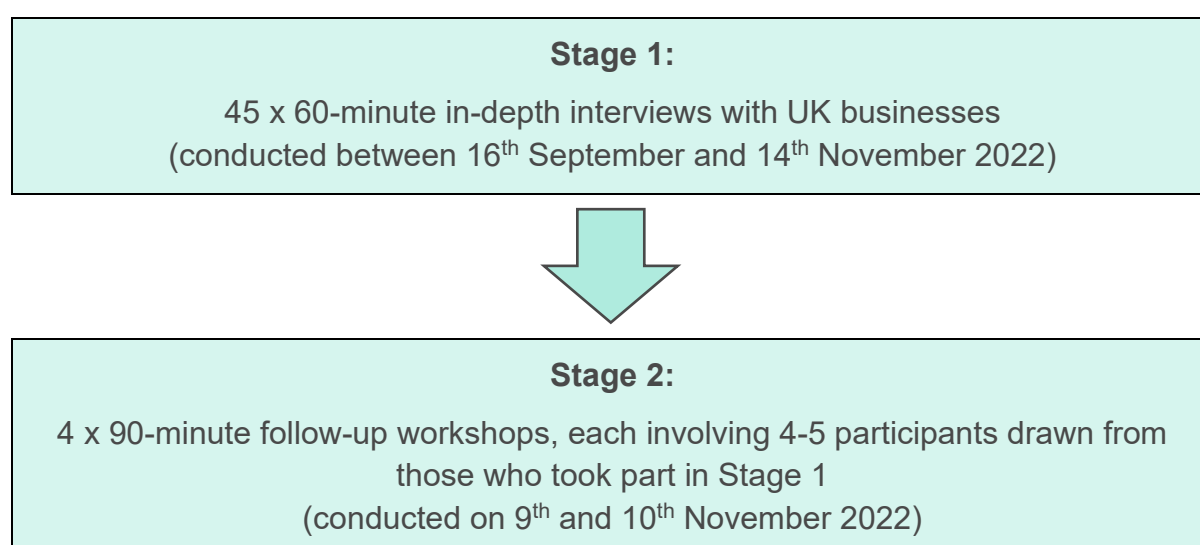 Stage 1:
45 x 60-minute in-depth interviews with UK businesses
(conducted between 16th September and 14th November 2022)
Stage 2:
4 x 90-minute follow-up workshops, each involving 4-5 participants drawn from
those who took part in Stage 1
(conducted on 9th and 10th November 2022)